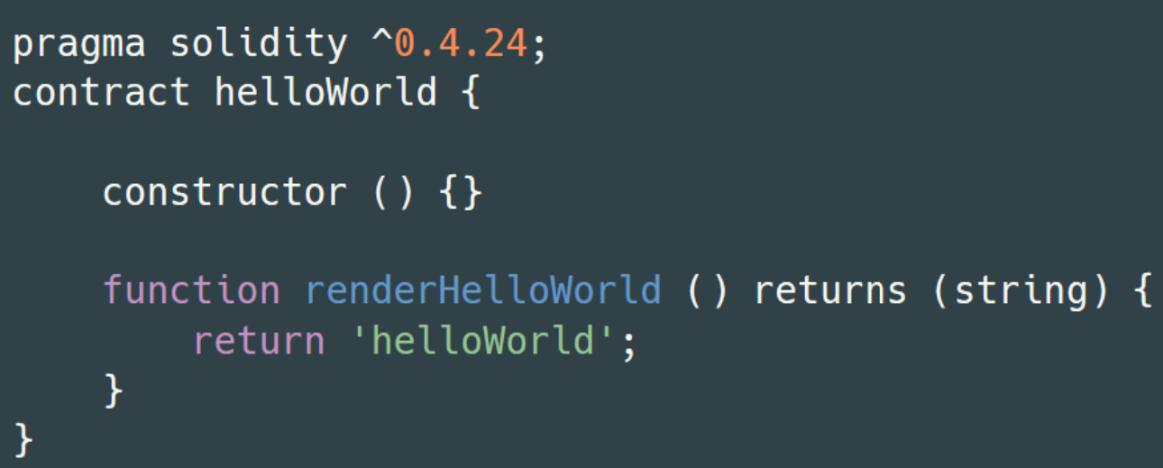 pragma solidity ^0.4.24;
contract helloWorld {
constructor () {}
function renderHelloWorld () returns (string) {
return 'helloWorld';
}
}